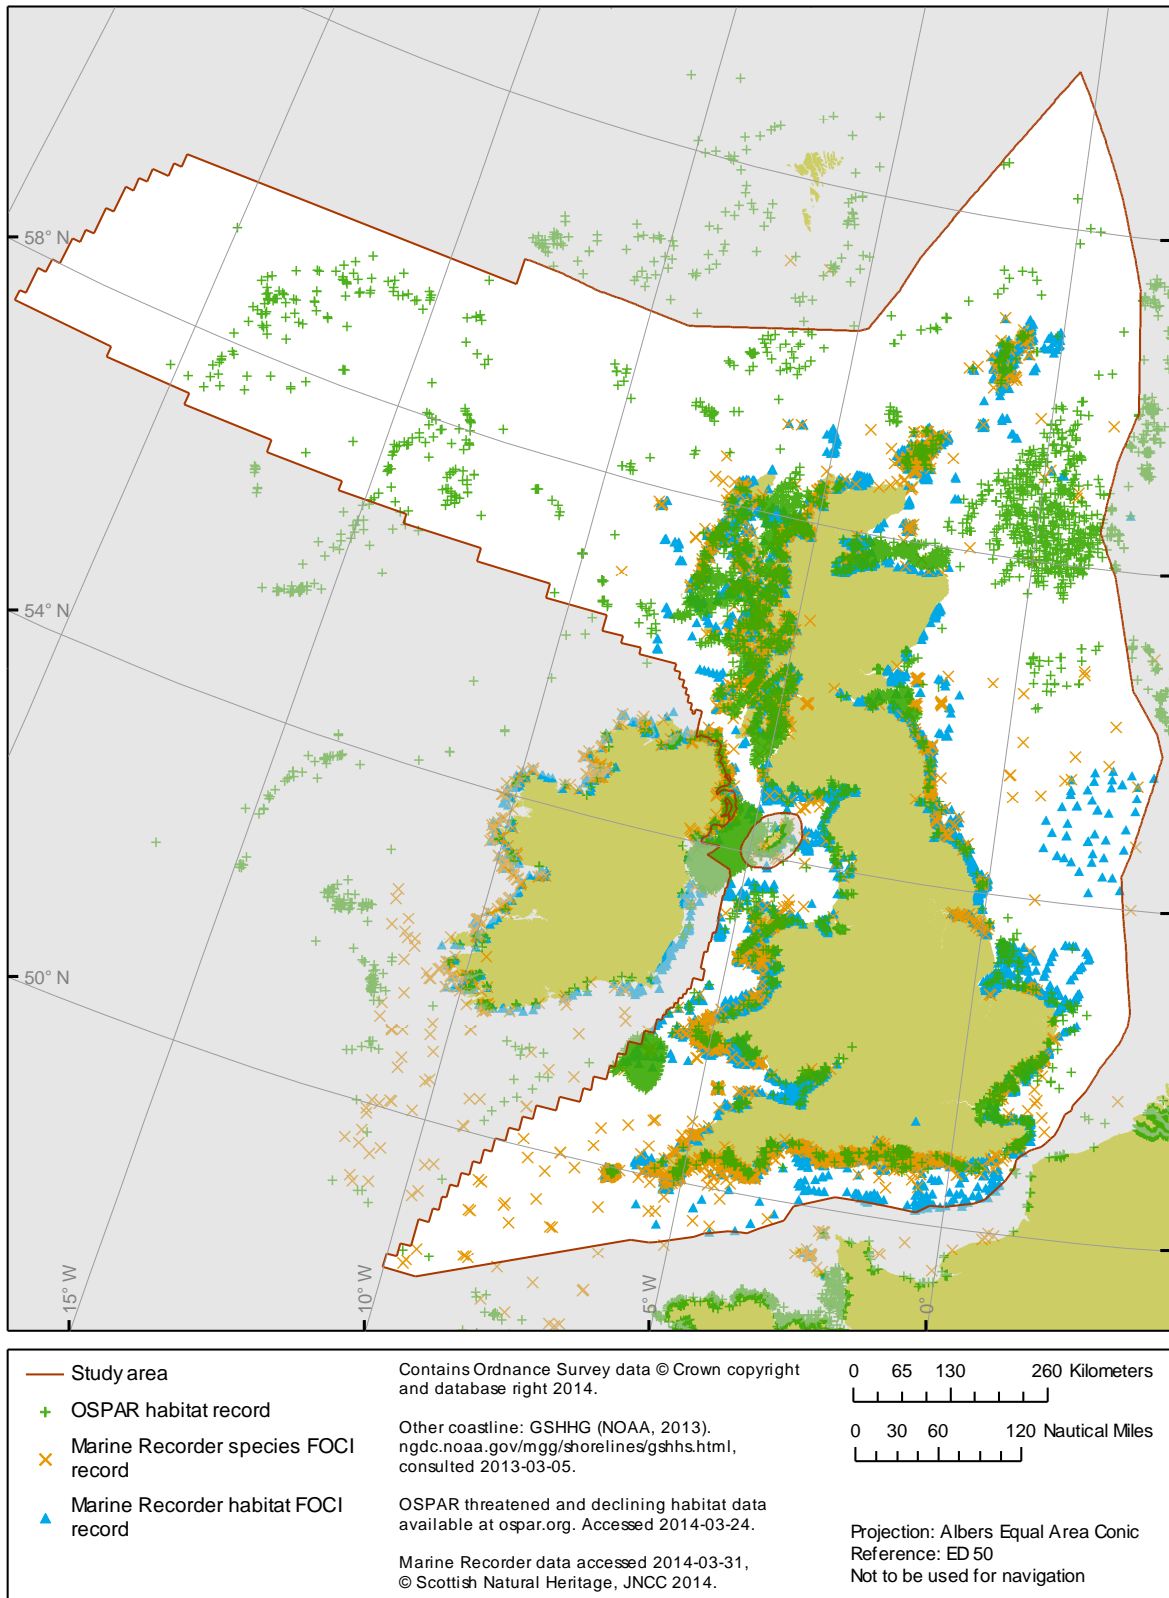 58° N
54° N
50° N
15° W
10° W
5° W
0°
Study area
OSPAR habitat record
Marine Recorder species FOCI
record
Marine Recorder habitat FOCI
record
Contains Ordnance Survey data © Crown copyright
and database right 2014.
Other coastline: GSHHG (NOAA, 2013).
ngdc.noaa.gov/mgg/shorelines/gshhs.html,
consulted 2013-03-05.
OSPAR threatened and declining habitat data
available at ospar.org. Accessed 2014-03-24.
Marine Recorder data accessed 2014-03-31,
© Scottish Natural Heritage, JNCC 2014.
0 65 130 260 Kilometers
0 30 60 120 Nautical Miles
Projection: Albers Equal Area Conic
Reference: ED50
Not to be used for navigation